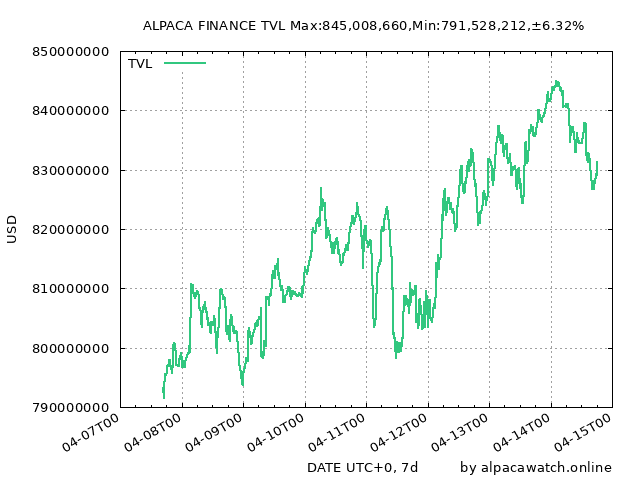 ALPACA FINANCE TVL Max:845,008,660,Min:791,528,212,±6.32%
850000000
TVL
840000000
830000000
820000000
USD
810000000
800000000
790000000
04-07T00
04-08T00
04-09T00
04-10T00
04-11T00
04-12T00
04-13T00
04-14T00
04-15T00
DATE UTC+0, 7d
by alpacawatch.online